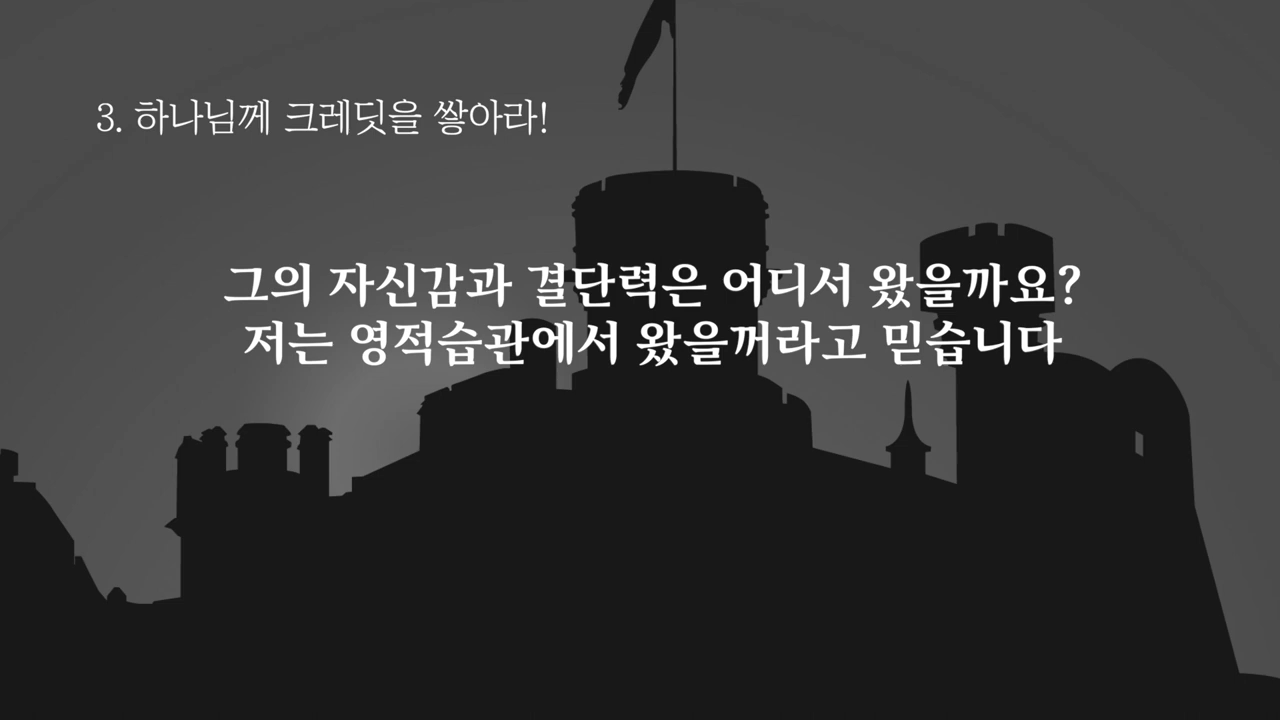 3. 하나님께 크레딧을 쌓아라!
그의 자신감과 결단력은 어디서 왔을까요?
저는 영적습관에서 왔을꺼라고 믿습니다